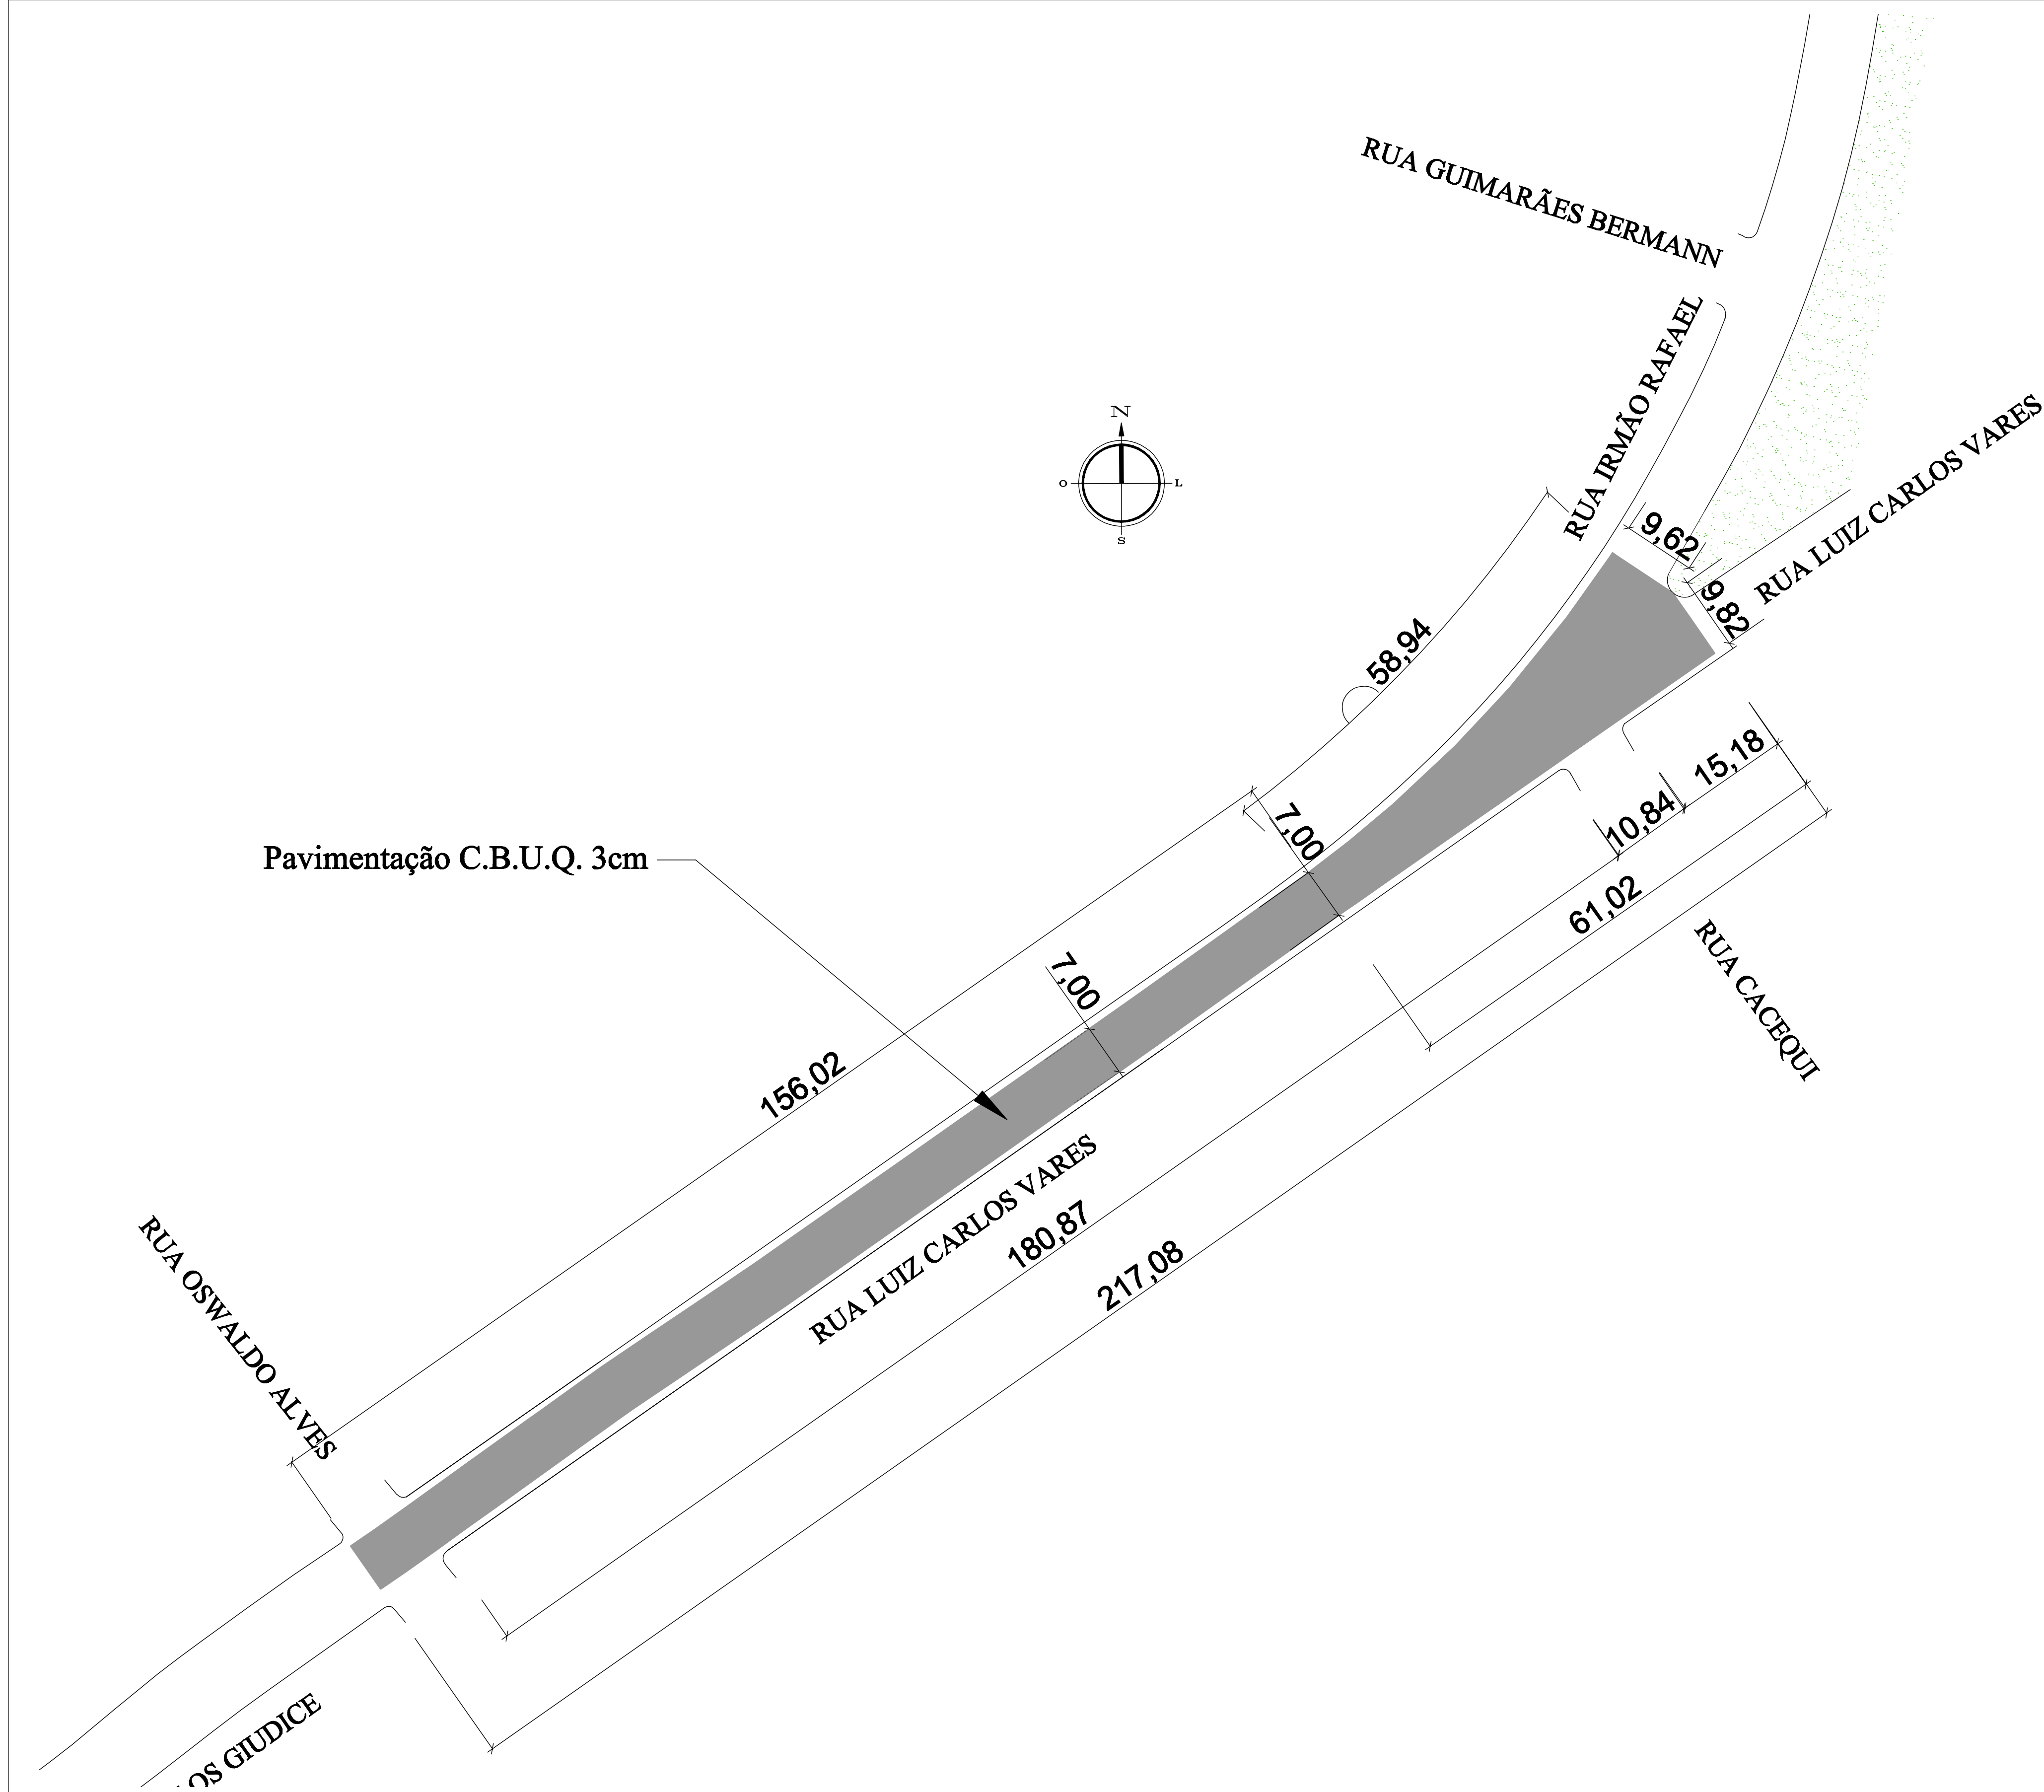 RUA GUIMARÃES BERMANN
RUA IRMÃO RAFAEL
N
O
L
S
RUA LUIZ CARLOS VARES
9,62
9,82
58,94
15,18
10,84
7,00
61,02
Pavimentação C.B.U.Q. 3cm
RUA CACEQUI
7,00
156,02
RUA LUIZ CARLOS VARES
180,87
217,08
RUA OSWALDO ALVES
LOS GIUDICE